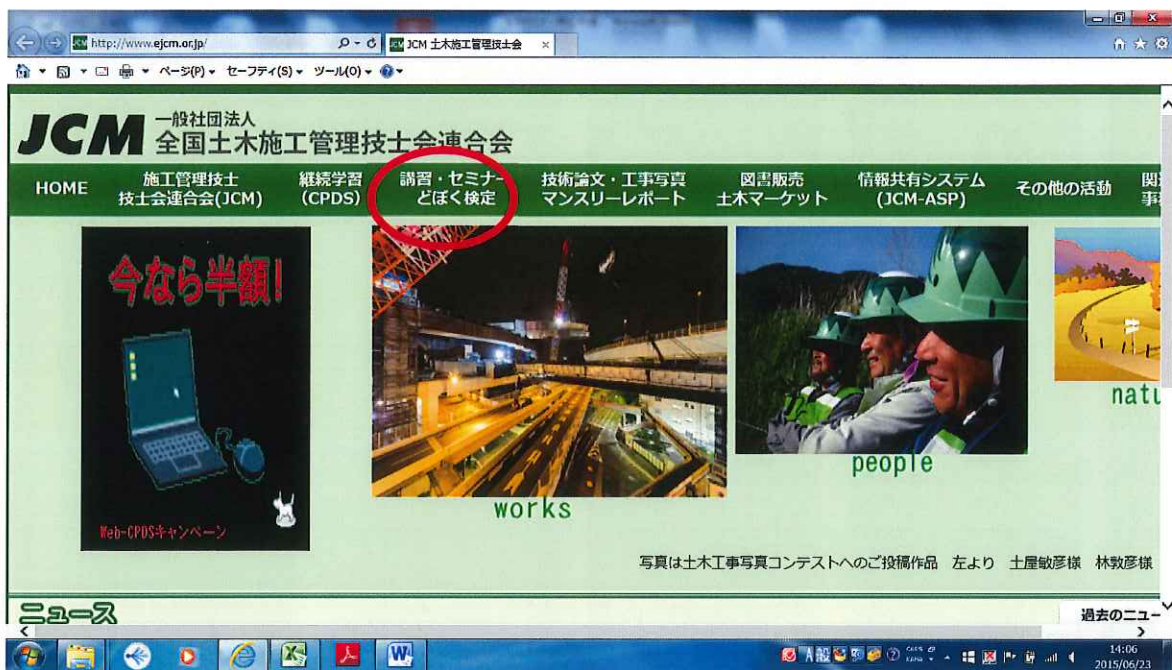 http://www.ejcm.or.jp/
JCM 土木施工管理技士会
ページ(P)
セーフティ(S)
ツール(O)
JCM 一般社団法人
全国土木施工管理技士会連合会
HOME
施工管理技士
技士会連合会(JCM)
継続学習
(CPDS)
講習・セミナー
どぼく検定
技術論文・工事写真
マンスリーレポート
図書販売
土木マーケット
情報共有システム
(JCM-ASP)
その他の活動
今なら半額!
Web-CPDSキャンペーン
works
people
natu
写真は土木工事写真コンテストへのご投稿作品 左より 土屋敏彦様 林敦彦様
ニュース
過去のニュー
A 般
CAPS
KANA
14:06
2015/06/23